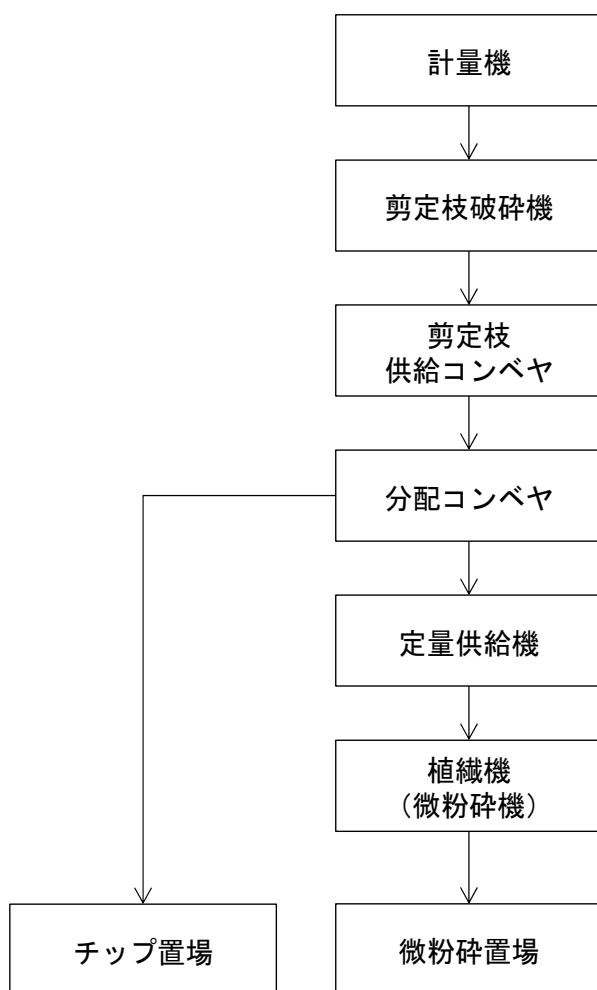 計量機
剪定枝破砕機
剪定枝
供給コンベヤ
分配コンベヤ
定量供給機
植繊機
(微粉砕機)
チップ置場
微粉砕置場